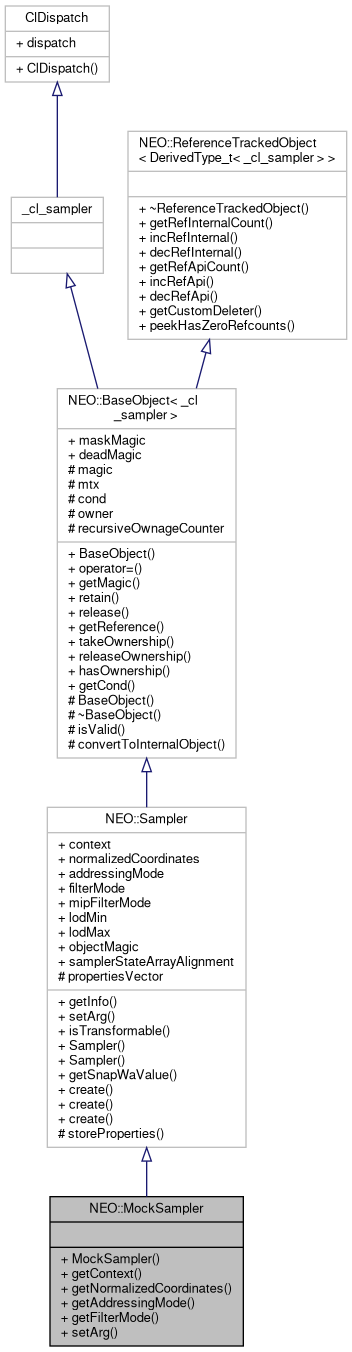 ClDispatch
+ dispatch
+ ClDispatch()
NEO::ReferenceTrackedObject
< DerivedType_t< _cl_sampler > >
+ ~ReferenceTrackedObject()
+ getRefInternalCount()
+ incRefInternal()
+ decRefInternal()
+ getRefApiCount()
+ incRefApi()
+ decRefApi()
+ getCustomDeleter()
+ peekHasZeroRefcounts()
_cl_sampler
NEO::BaseObject< _cl
_sampler >
+ maskMagic
+ deadMagic
# magic
# mtx
# cond
# owner
# recursiveOwnageCounter
+ BaseObject()
+ operator=()
+ getMagic()
+ retain()
+ release()
+ getReference()
+ takeOwnership()
+ releaseOwnership()
+ hasOwnership()
+ getCond()
# BaseObject()
# ~BaseObject()
# isValid()
# convertToInternalObject()
NEO::Sampler
+ context
+ normalizedCoordinates
+ addressingMode
+ filterMode
+ mipFilterMode
+ lodMin
+ lodMax
+ objectMagic
+ samplerStateArrayAlignment
# propertiesVector
+ getInfo()
+ setArg()
+ isTransformable()
+ Sampler()
+ Sampler()
+ getSnapWaValue()
+ create()
+ create()
+ create()
# storeProperties()
NEO::MockSampler
+ MockSampler()
+ getContext()
+ getNormalizedCoordinates()
+ getAddressingMode()
+ getFilterMode()
+ setArg()